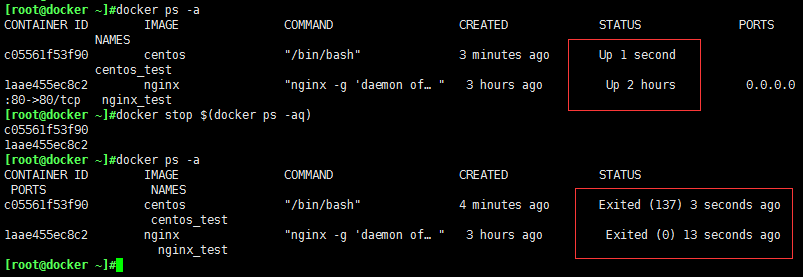 [root@docker ~]#docker ps -a
CONTAINER ID        IMAGE               COMMAND                  CREATED             STATUS              PORTS
NAMES
c05561f53f90        centos              "/bin/bash"              3 minutes ago       Up 1 second
centos_test
1aae455ec8c2        nginx               "nginx -g 'daemon of… "   3 hours ago         Up 2 hours          0.0.0.0
:80->80/tcp   nginx_test
[root@docker ~]#docker stop $(docker ps -aq)
c05561f53f90
1aae455ec8c2
[root@docker ~]#docker ps -a
CONTAINER ID        IMAGE               COMMAND                  CREATED             STATUS
PORTS               NAMES
c05561f53f90        centos              "/bin/bash"              4 minutes ago       Exited (137) 3 seconds ago
centos_test
1aae455ec8c2        nginx               "nginx -g 'daemon of… "   3 hours ago         Exited (0) 13 seconds ago
nginx_test
[root@docker ~]#